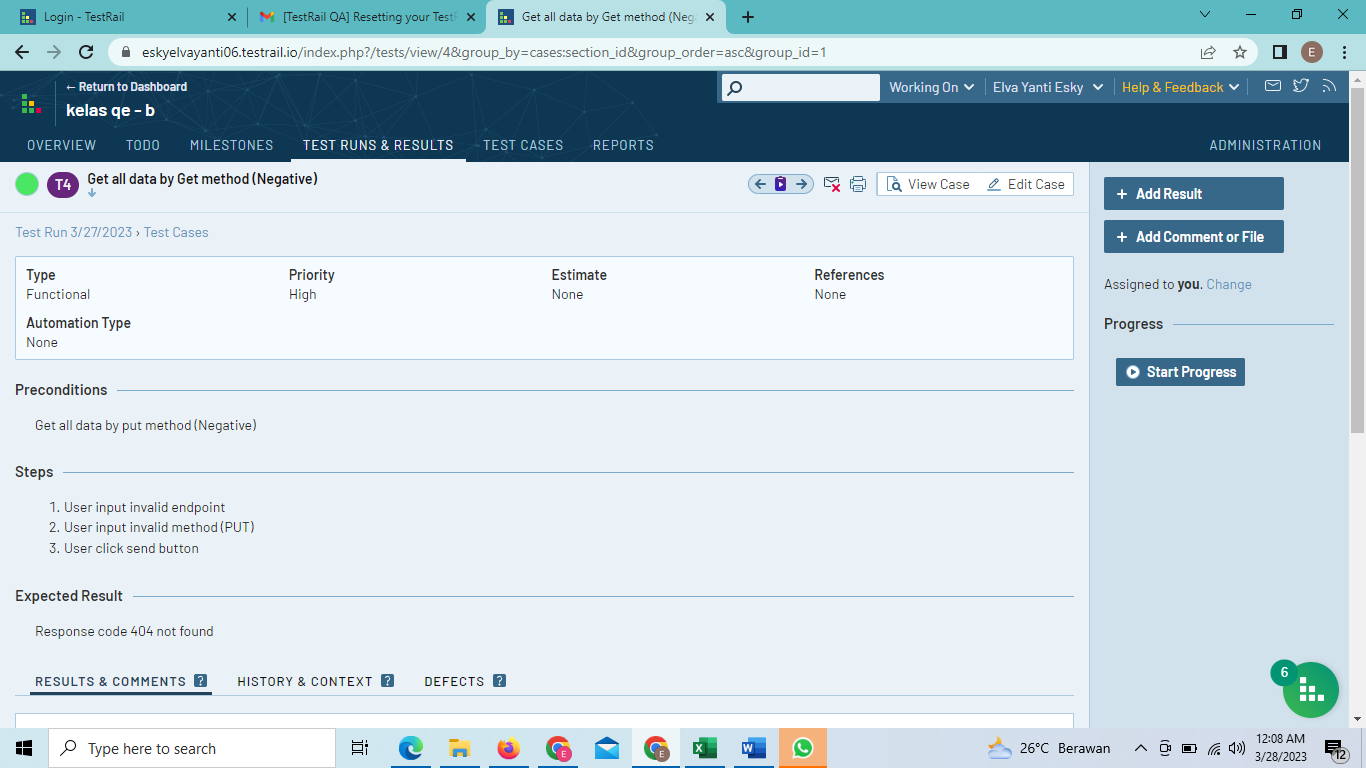 Login - TestRail
[TestRail QA] Resetting your Test
Get all data by Get method (Neg
eskyelvayanti06.testrail.io/index.php?/tests/view/4&group_by=cases:section_id&group_order=asc&group_id=1
E
← Return to Dashboard
kelas qe - b
Working On
Elva Yanti Esky
Help & Feedback
OVERVIEW
TODO
MILESTONES
TEST RUNS & RESULTS
TEST CASES
REPORTS
ADMINISTRATION
T4
Get all data by Get method (Negative)
View Case
Edit Case
+ Add Result
+ Add Comment or File
Test Run 3/27/2023 › Test Cases
Type
Functional
Priority
High
Estimate
None
References
None
Automation Type
None
Assigned to you. Change
Progress
Start Progress
Preconditions
Get all data by put method (Negative)
Steps
1. User input invalid endpoint
2. User input invalid method (PUT)
3. User click send button
Expected Result
Response code 404 not found
RESULTS & COMMENTS ?
HISTORY & CONTEXT ?
DEFECTS ?
6
Type here to search
E
E
26°C Berawan
12:08 AM
3/28/2023
12